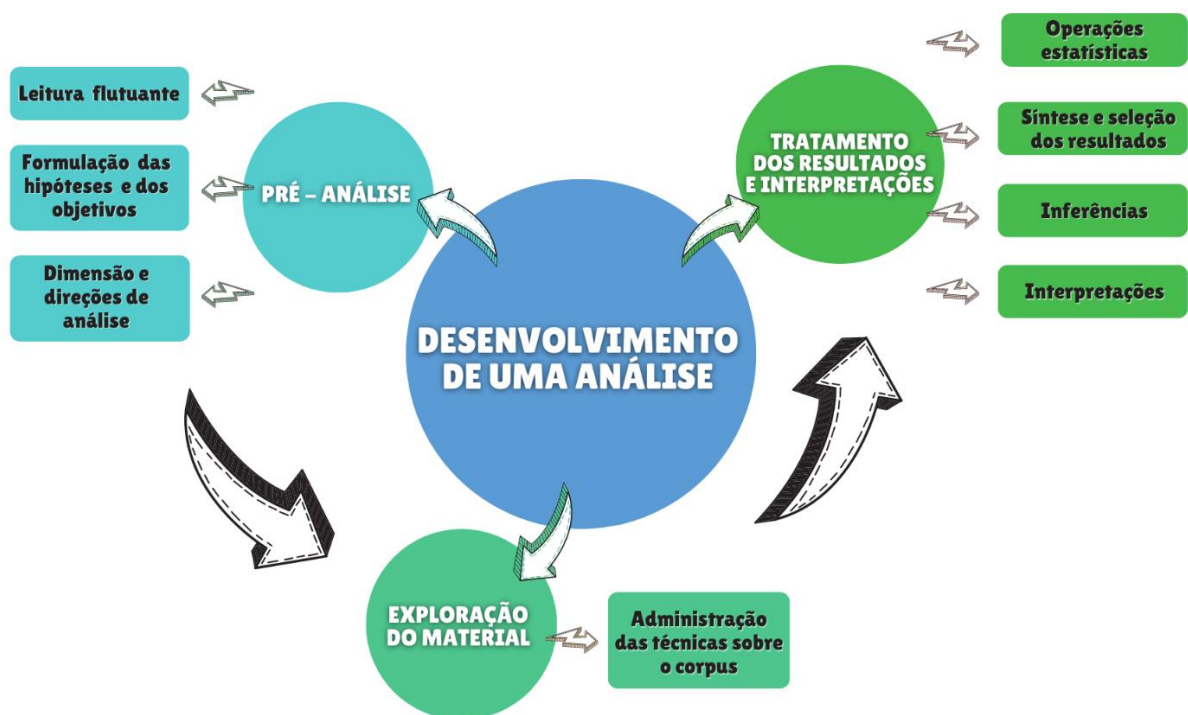 DESENVOLVIMENTO
DE UMA ANÁLISE
PRÉ – ANÁLISE
Leitura flutuante
Formulação das
hipóteses e dos
objetivos
Dimensão e
direções de
análise
EXPLORAÇÃO
DO MATERIAL
Administração
das técnicas sobre
o corpus
TRATAMENTO
DOS RESULTADOS
E INTERPRETAÇÕES
Operações
estatísticas
Síntese e seleção
dos resultados
Inferências
Interpretações